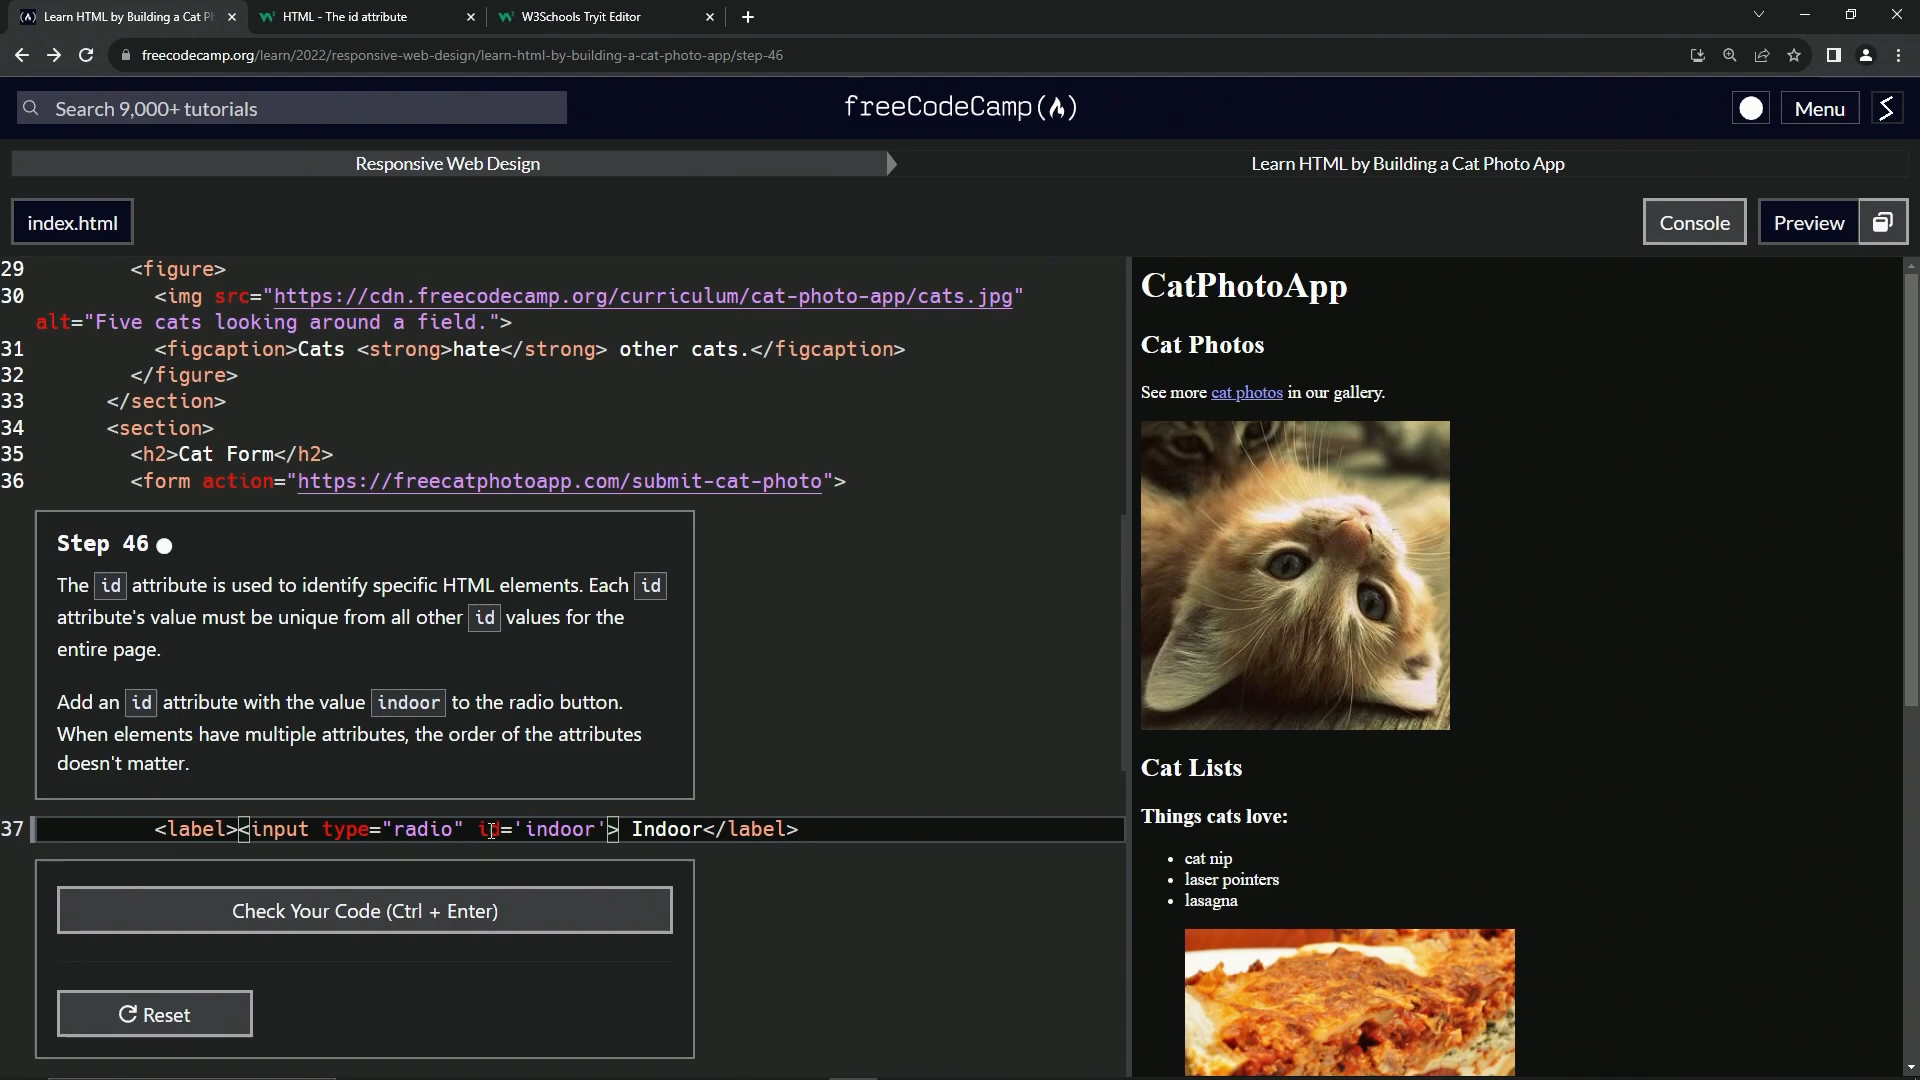 Learn HTML by Building a Cat Ph
HTML - The id attribute
W3Schools Tryit Editor
freecodecamp.org/learn/2022/responsive-web-design/learn-html-by-building-a-cat-photo-app/step-46
Search 9,000+ tutorials
freeCodeCamp
Menu
Responsive Web Design
Learn HTML by Building a Cat Photo App
index.html
Console
Preview
29 <figure>
30 <img src="https://cdn.freecodecamp.org/curriculum/cat-photo-app/cats.jpg"
alt="Five cats looking around a field.">
31 <figcaption>Cats <strong>hate</strong> other cats.</figcaption>
32 </figure>
33 </section>
34 <section>
35 <h2>Cat Form</h2>
36 <form action="https://freecatphotoapp.com/submit-cat-photo">
Step 46
The id attribute is used to identify specific HTML elements. Each id
attribute's value must be unique from all other id values for the
entire page.
Add an id attribute with the value indoor to the radio button.
When elements have multiple attributes, the order of the attributes
doesn't matter.
37 <label><input type="radio" id='indoor'> Indoor</label>
Check Your Code (Ctrl + Enter)
Reset
CatPhotoApp
Cat Photos
See more cat photos in our gallery.
Cat Lists
Things cats love:
cat nip
laser pointers
lasagna